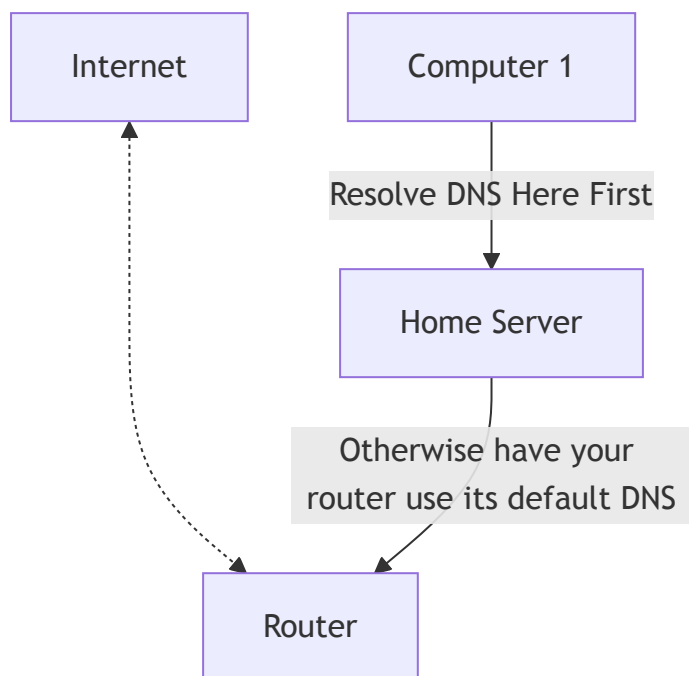 Internet
Computer 1
Resolve DNS Here First
Home Server
Otherwise have your
router use its default DNS
Router